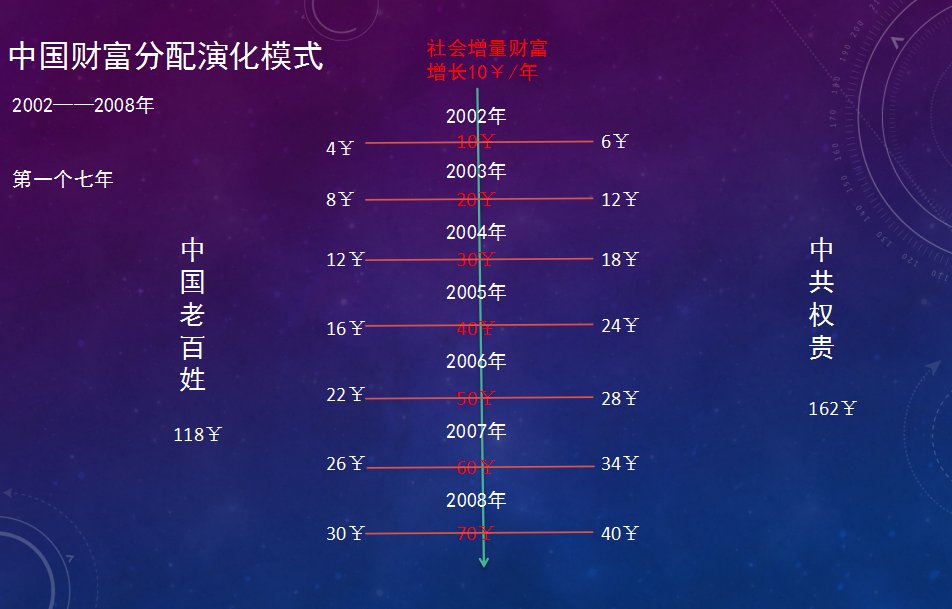 中国财富分配演化模式
2002——2008年
第一个七年
社会增量财富
增长10￥/年
2002年
4￥ 10￥ 6￥
2003年
8￥ 20￥ 12￥
2004年
12￥ 30￥ 18￥
2005年
16￥ 40￥ 24￥
2006年
22￥ 50￥ 28￥
2007年
26￥ 60￥ 34￥
2008年
30￥ 70￥ 40￥
中国老百姓
118￥
中共权贵
162￥